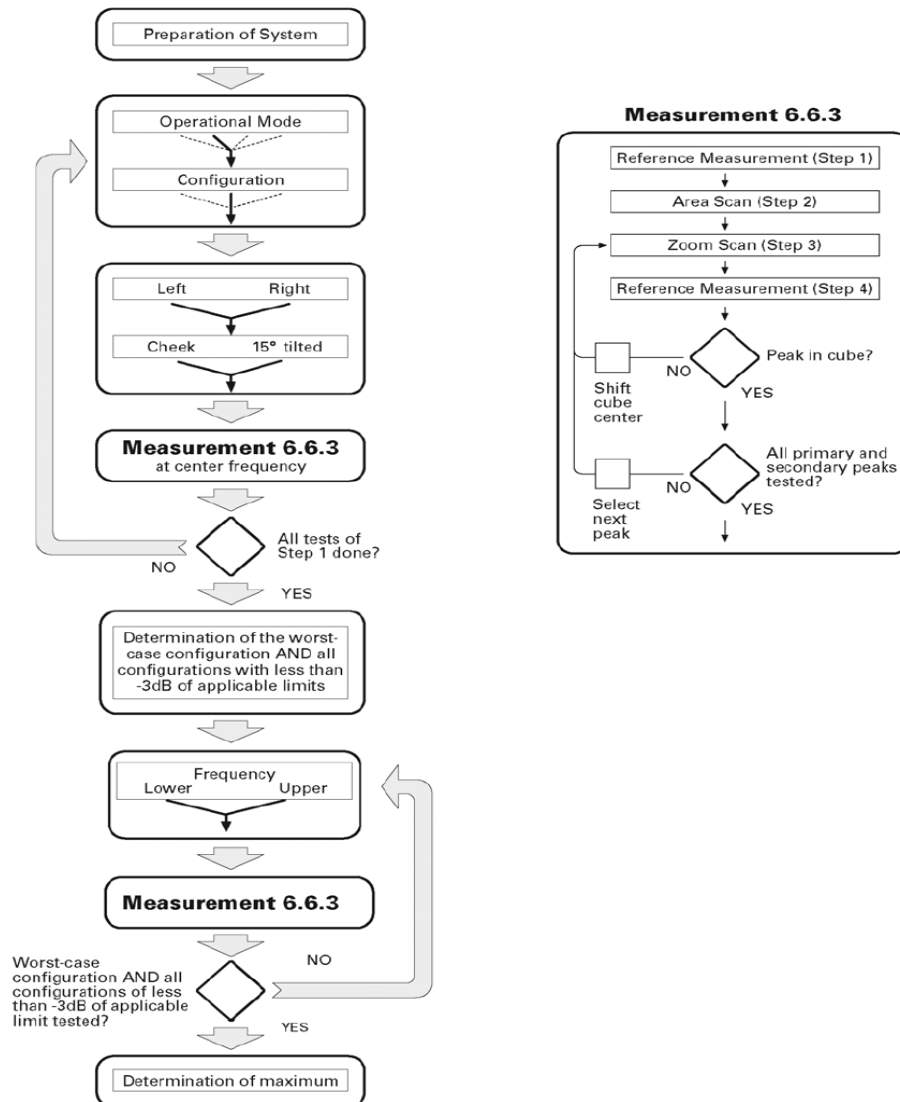 Preparation of System
Operational Mode
Configuration
Left Right
Cheek 15° tilted
Measurement 6.6.3
at center frequency
All tests of
Step 1 done?
NO
YES
Determination of the worst-
case configuration AND all
configurations with less than
-3dB of applicable limits
Frequency
Lower Upper
Measurement 6.6.3
Worst-case
configuration AND all
configurations of less
than -3dB of applicable
limit tested?
NO
YES
Determination of maximum
Measurement 6.6.3
Reference Measurement (Step 1)
Area Scan (Step 2)
Zoom Scan (Step 3)
Reference Measurement (Step 4)
Peak in cube?
NO
YES
Shift
cube
center
All primary and
secondary peaks
tested?
NO
YES
Select
next
peak